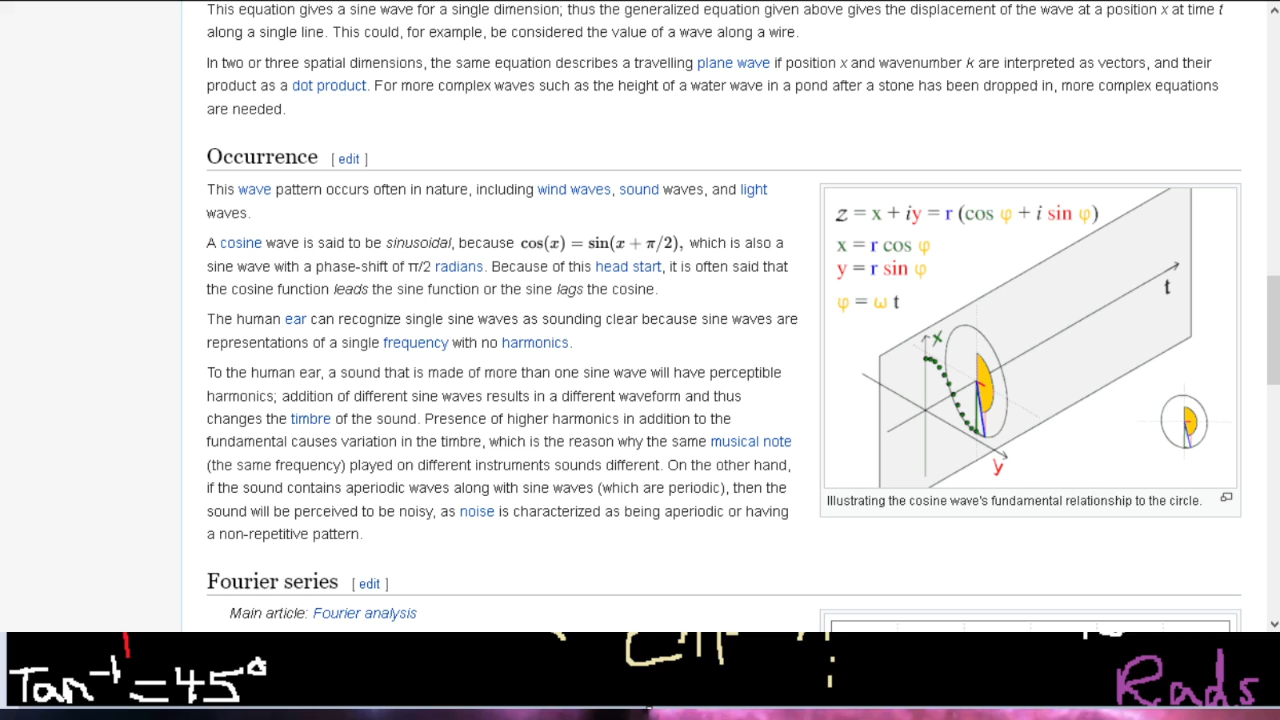 This equation gives a sine wave for a single dimension; thus the generalized equation given above gives the displacement of the wave at a position x at time t
along a single line. This could, for example, be considered the value of a wave along a wire.
In two or three spatial dimensions, the same equation describes a travelling plane wave if position x and wavenumber k are interpreted as vectors, and their
product as a dot product. For more complex waves such as the height of a water wave in a pond after a stone has been dropped in, more complex equations
are needed.
Occurrence [ edit ]
This wave pattern occurs often in nature, including wind waves, sound waves, and light
waves.
A cosine wave is said to be sinusoidal, because cos(x) = sin(x + π/2), which is also a
sine wave with a phase-shift of π/2 radians. Because of this head start, it is often said that
the cosine function leads the sine function or the sine lags the cosine.
The human ear can recognize single sine waves as sounding clear because sine waves are
representations of a single frequency with no harmonics.
To the human ear, a sound that is made of more than one sine wave will have perceptible
harmonics; addition of different sine waves results in a different waveform and thus
changes the timbre of the sound. Presence of higher harmonics in addition to the
fundamental causes variation in the timbre, which is the reason why the same musical note
(the same frequency) played on different instruments sounds different. On the other hand,
if the sound contains aperiodic waves along with sine waves (which are periodic), then the
sound will be perceived to be noisy, as noise is characterized as being aperiodic or having
a non-repetitive pattern.
z = x + iy = r (cos φ + i sin φ)
x = r cos φ
y = r sin φ
φ = ω t
t
x
y
Illustrating the cosine wave's fundamental relationship to the circle.
Fourier series [ edit ]
Main article: Fourier analysis
Tan⁻¹ = 45°
Rads